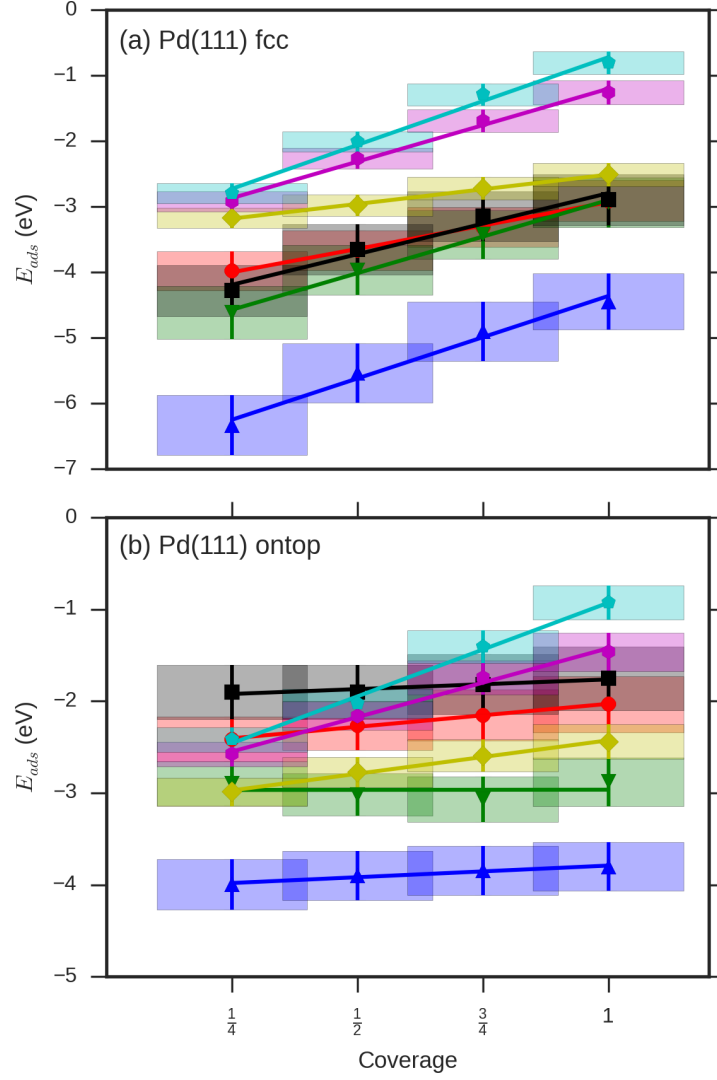 (a) Pd(111) fcc
0
−1
−2
−3
−4
−5
−6
−7
E_ads (eV)
(b) Pd(111) ontop
0
−1
−2
−3
−4
−5
E_ads (eV)
1/4 1/2 3/4 1
Coverage